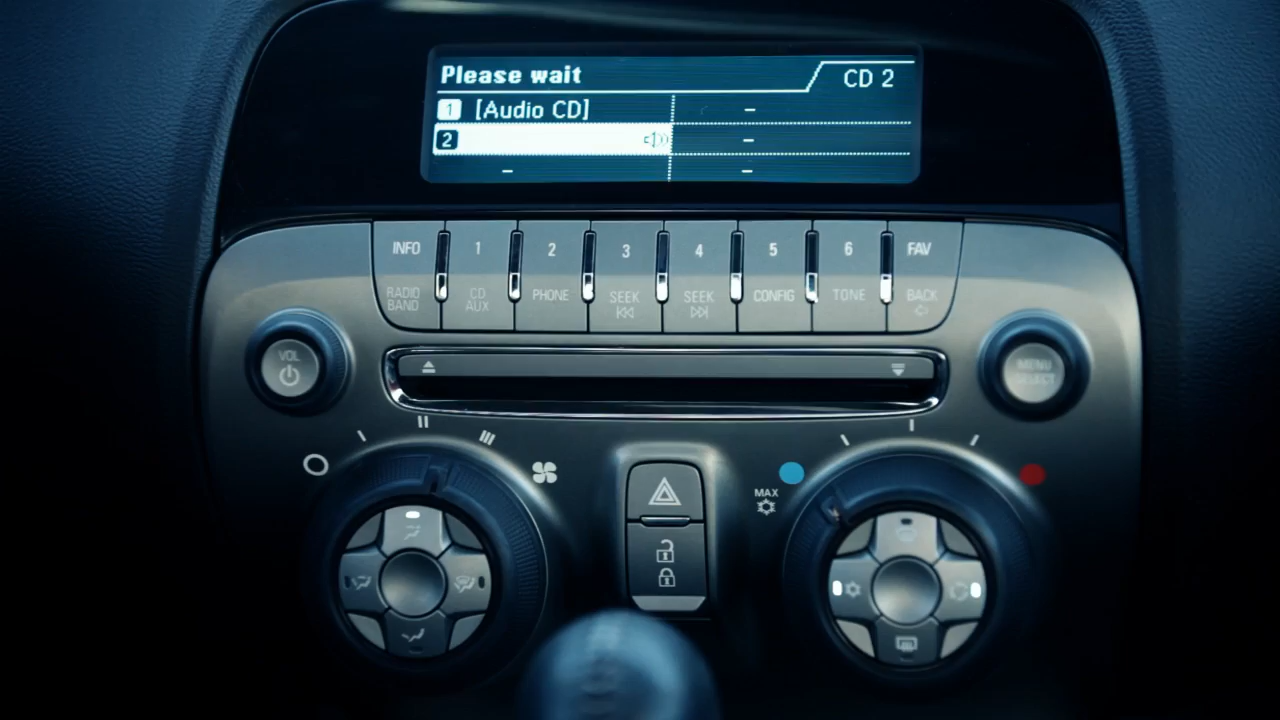 Please wait
CD 2
1 [Audio CD] –
2 –
– –
INFO 1 2 3 4 5 6 FAV
RADIO BAND CD AUX PHONE SEEK SEEK CONFIG TONE BACK
VOL
MENU SELECT
MAX